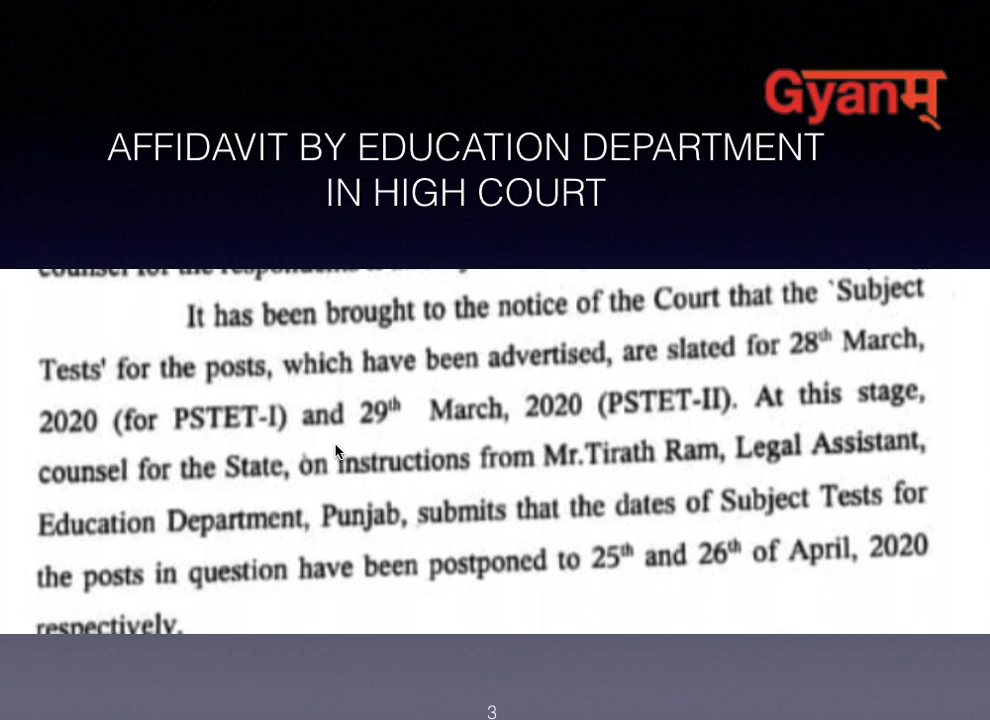 Gyanम्
AFFIDAVIT BY EDUCATION DEPARTMENT
IN HIGH COURT
counsel for the respondents
It has been brought to the notice of the Court that the `Subject
Tests' for the posts, which have been advertised, are slated for 28th March,
2020 (for PSTET-I) and 29th March, 2020 (PSTET-II). At this stage,
counsel for the State, on instructions from Mr.Tirath Ram, Legal Assistant,
Education Department, Punjab, submits that the dates of Subject Tests for
the posts in question have been postponed to 25th and 26th of April, 2020
respectively.
3